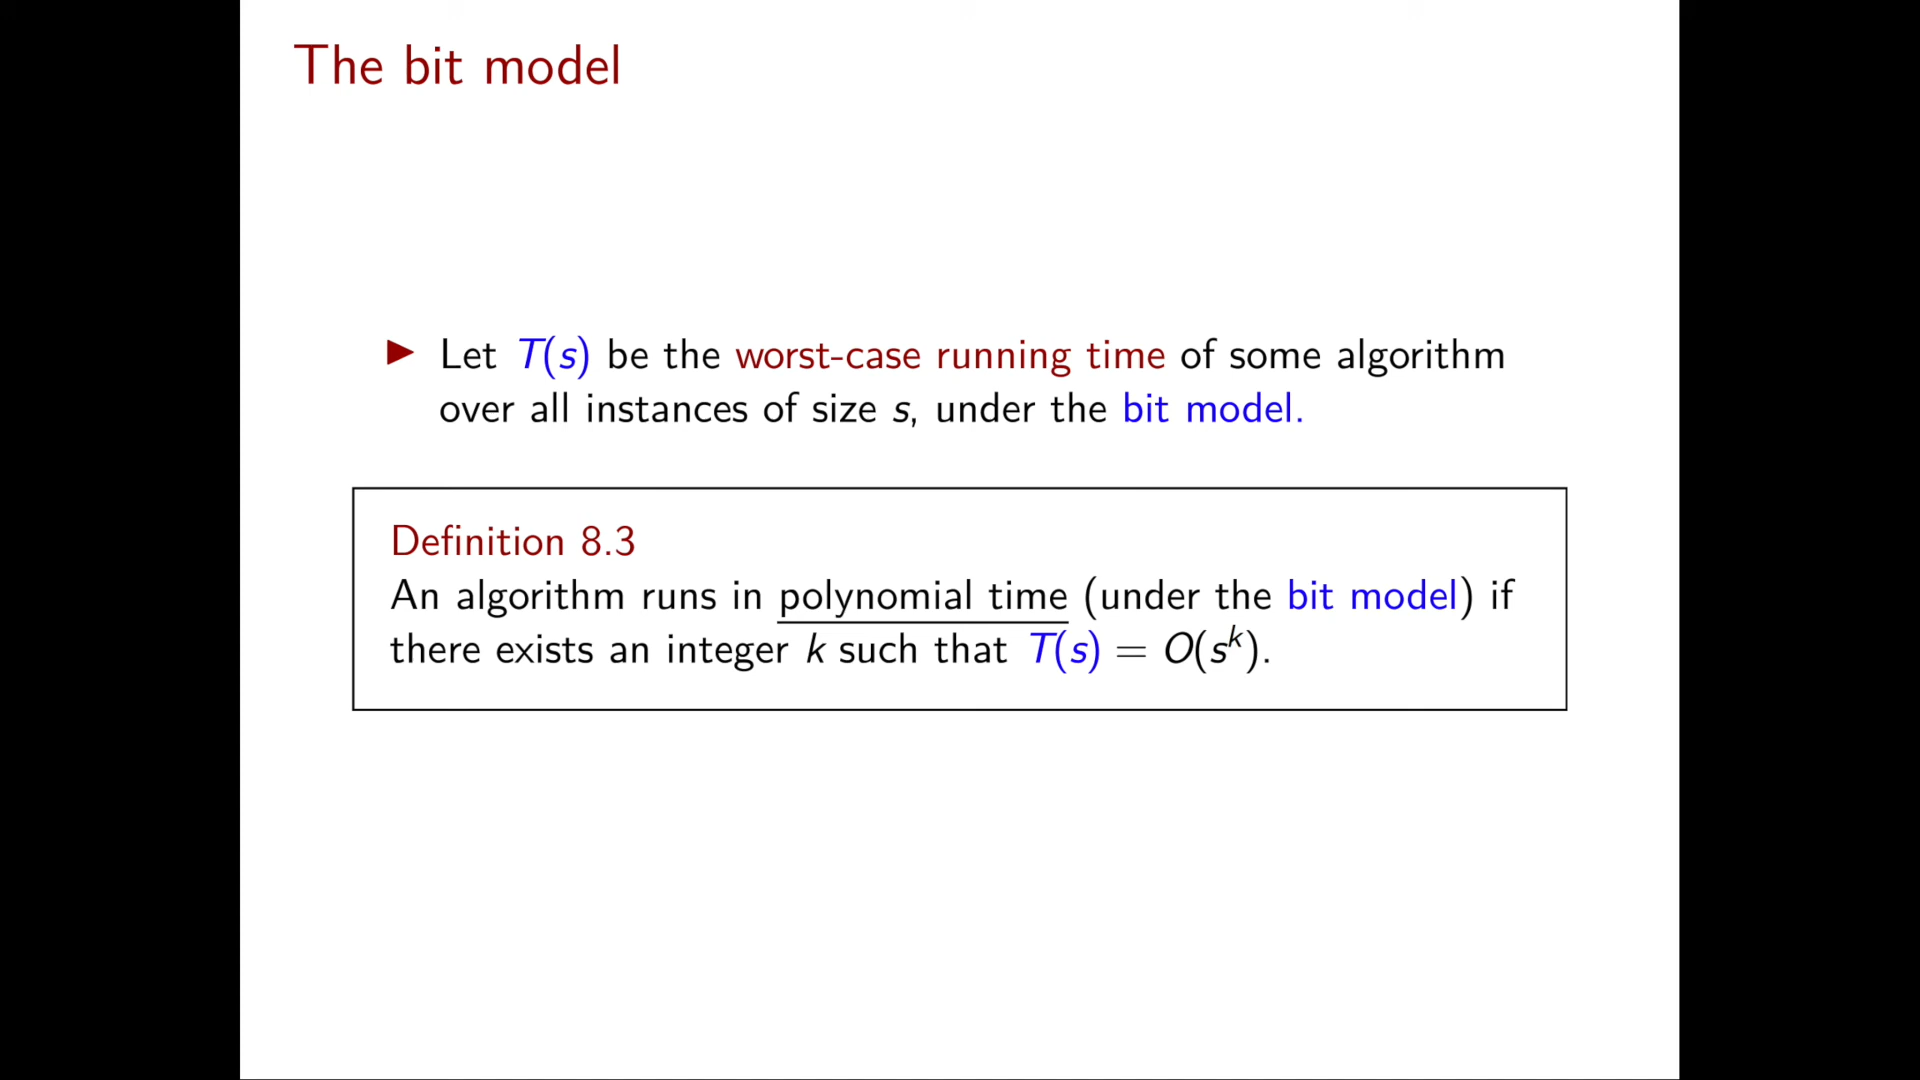 The bit model
▶ Let T(s) be the worst-case running time of some algorithm
over all instances of size s, under the bit model.
Definition 8.3
An algorithm runs in polynomial time (under the bit model) if
there exists an integer k such that T(s) = O(sᵏ).